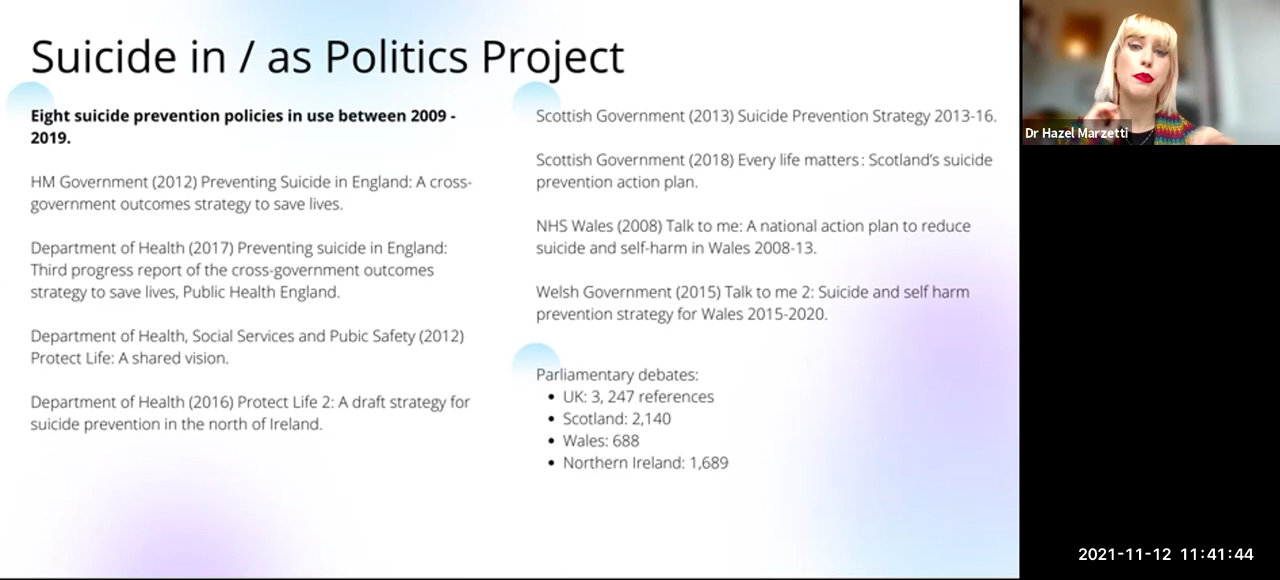 Suicide in / as Politics Project
Eight suicide prevention policies in use between 2009 -
2019.
HM Government (2012) Preventing Suicide in England: A cross-
government outcomes strategy to save lives.
Department of Health (2017) Preventing suicide in England:
Third progress report of the cross-government outcomes
strategy to save lives, Public Health England.
Department of Health, Social Services and Pubic Safety (2012)
Protect Life: A shared vision.
Department of Health (2016) Protect Life 2: A draft strategy for
suicide prevention in the north of Ireland.
Scottish Government (2013) Suicide Prevention Strategy 2013-16.
Scottish Government (2018) Every life matters: Scotland's suicide
prevention action plan.
NHS Wales (2008) Talk to me: A national action plan to reduce
suicide and self-harm in Wales 2008-13.
Welsh Government (2015) Talk to me 2: Suicide and self harm
prevention strategy for Wales 2015-2020.
Parliamentary debates:
• UK: 3, 247 references
• Scotland: 2,140
• Wales: 688
• Northern Ireland: 1,689
Dr Hazel Marzetti
2021-11-12 11:41:44